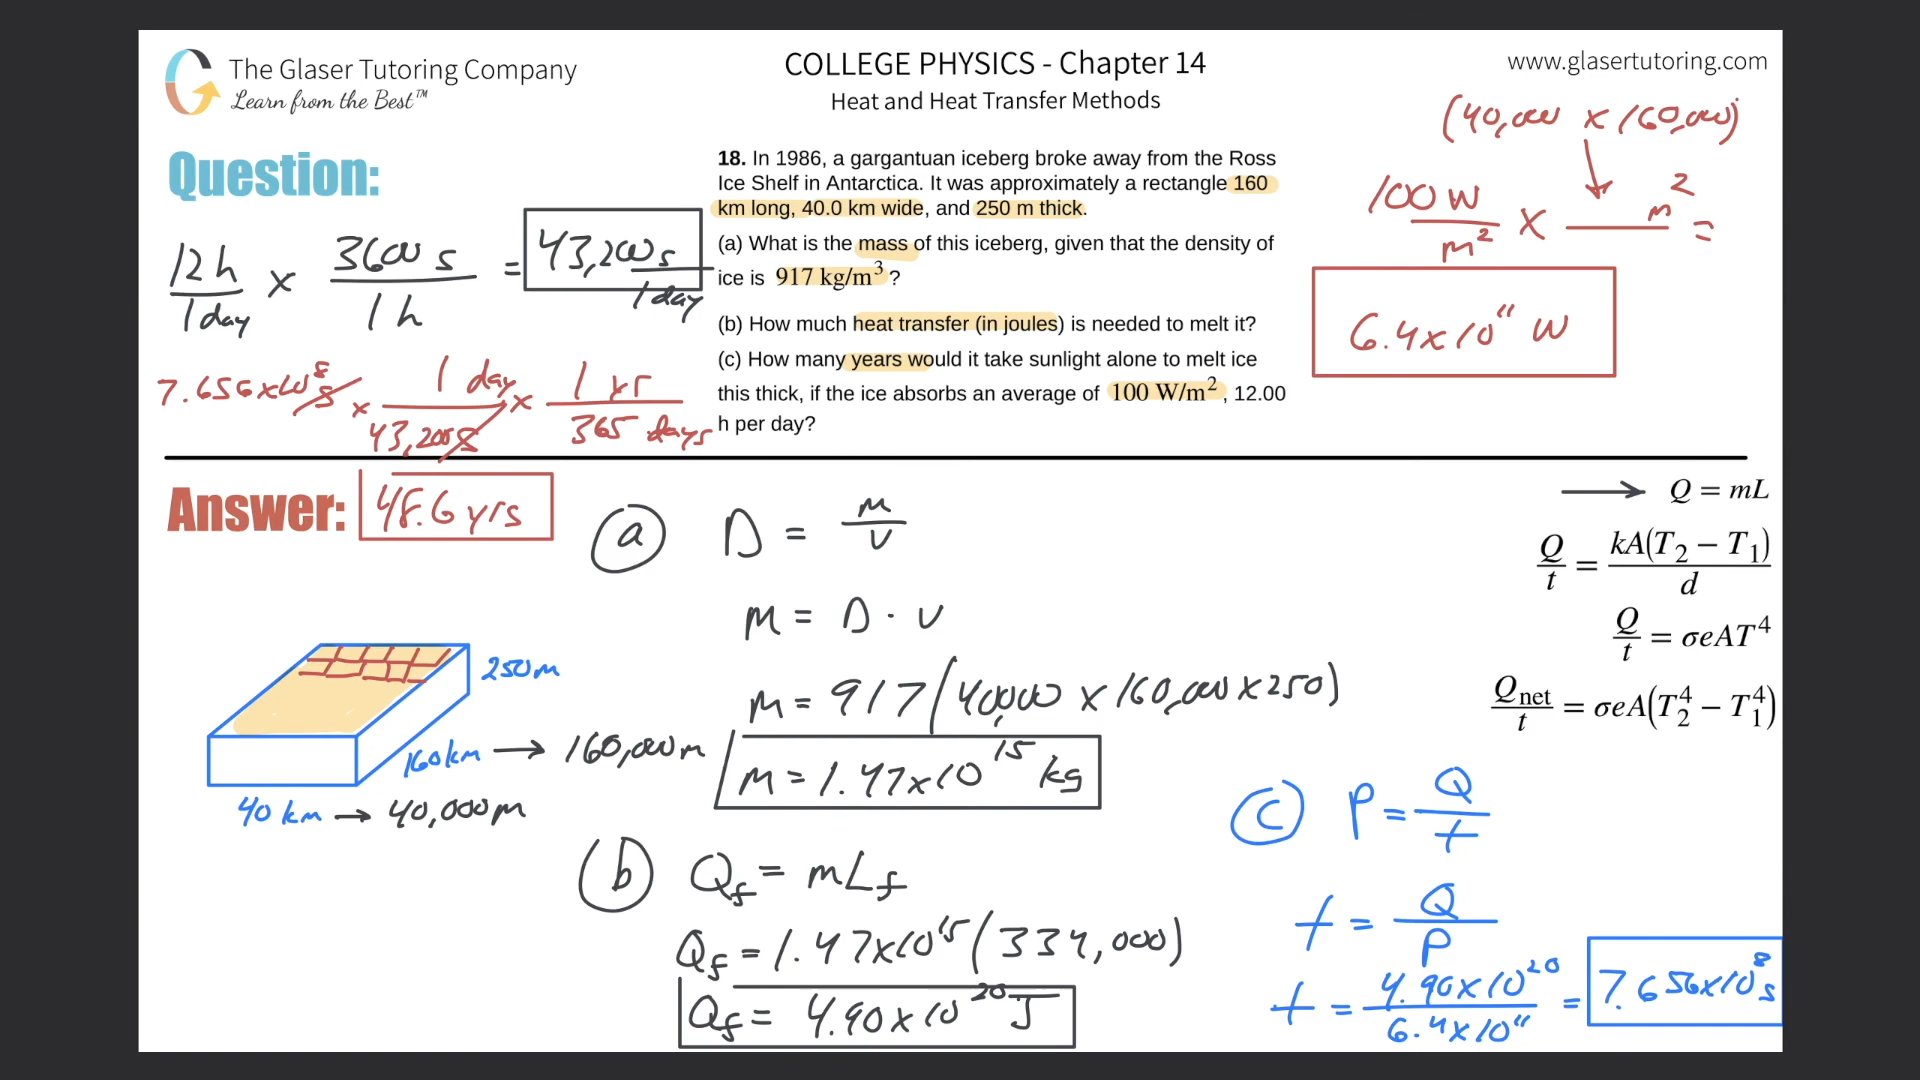 The Glaser Tutoring Company
Learn from the Best™
COLLEGE PHYSICS - Chapter 14
Heat and Heat Transfer Methods
www.glasertutoring.com
Question:
18. In 1986, a gargantuan iceberg broke away from the Ross
Ice Shelf in Antarctica. It was approximately a rectangle 160
km long, 40.0 km wide, and 250 m thick.
(a) What is the mass of this iceberg, given that the density of
ice is 917 kg/m³ ?
(b) How much heat transfer (in joules) is needed to melt it?
(c) How many years would it take sunlight alone to melt ice
this thick, if the ice absorbs an average of 100 W/m², 12.00
h per day?
12h / 1 day × 3600 s / 1 h = 43,200 s / 1 day
7.656×10⁸ s × 1 day / 43,200 s × 1 yr / 365 days
(40,000 × 160,000)
100 W / m² × ___ m² =
6.4×10¹¹ W
Answer:
48.6 yrs
250m
160km → 160,000m
40 km → 40,000m
(a) D = m / v
m = D · v
m = 917 (40,000 × 160,000 × 250)
m = 1.47×10¹⁵ kg
(b) Qf = mLf
Qf = 1.47×10¹⁵ (334,000)
Qf = 4.90×10²⁰ J
Q = mL
Q/t = kA(T₂ − T₁)/d
Q/t = σeAT⁴
Qnet/t = σeA(T₂⁴ − T₁⁴)
(c) P = Q / t
t = Q / P
t = 4.90×10²⁰ / 6.4×10¹¹ = 7.656×10⁸ s